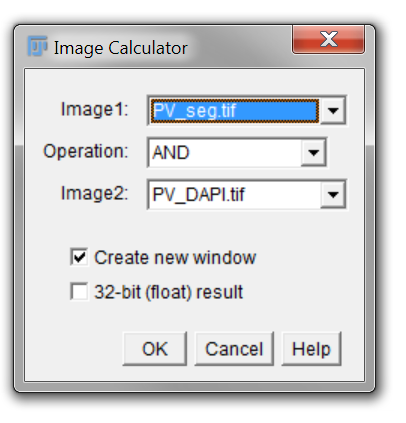 Image Calculator
Image1: PV_seg.tif
Operation: AND
Image2: PV_DAPI.tif
Create new window
32-bit (float) result
OK Cancel Help